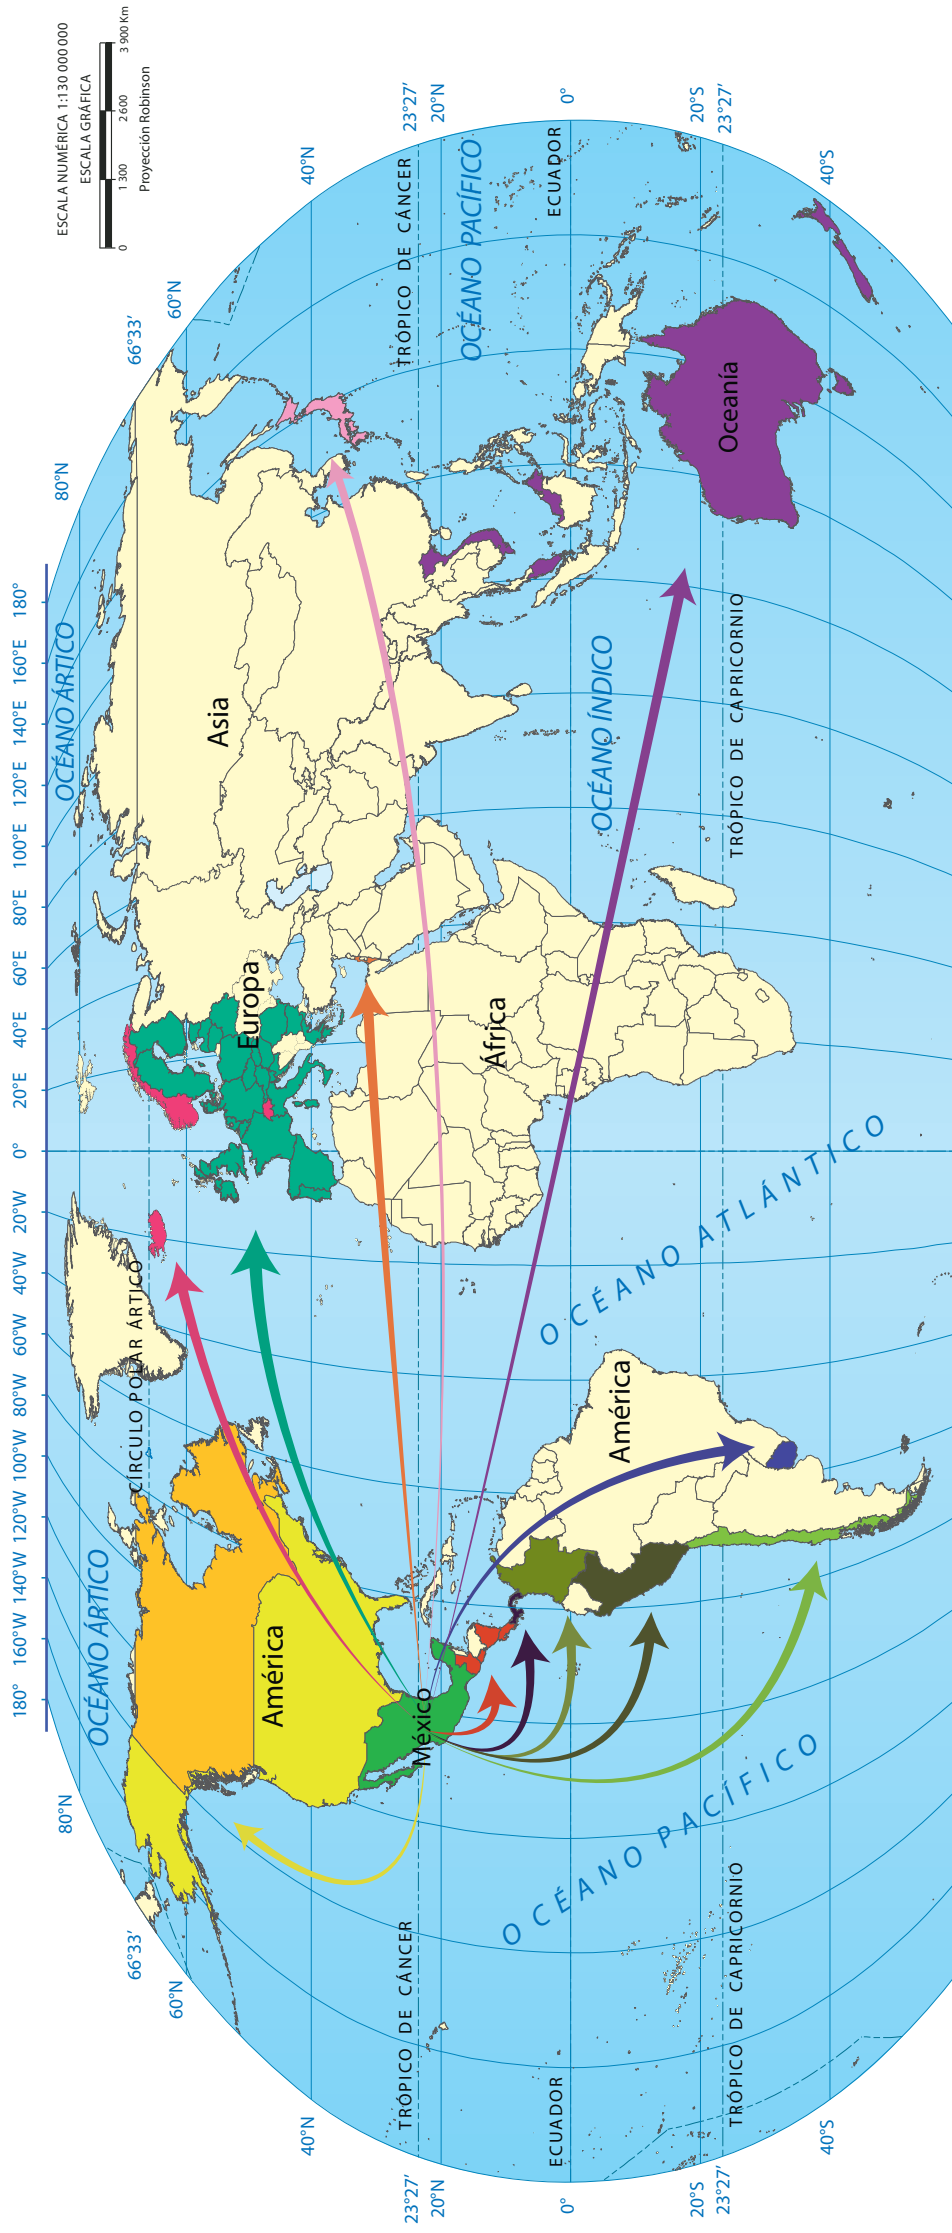 ESCALA NUMÉRICA 1:130 000 000
ESCALA GRÁFICA
0 1 300 2 600 3 900 Km
Proyección Robinson
180° 160°W 140°W 120°W 100°W 80°W 60°W 40°W 20°W 0° 20°E 40°E 60°E 80°E 100°E 120°E 140°E 160°E 180°
80°N
80°N
OCÉANO ÁRTICO
OCÉANO ÁRTICO
66°33’
66°33’
CÍRCULO POLAR ÁRTICO
60°N
60°N
Asia
Europa
América
40°N
40°N
TRÓPICO DE CÁNCER
TRÓPICO DE CÁNCER
23°27’
23°27’
México
20°N
20°N
OCÉANO PACÍFICO
África
ECUADOR
ECUADOR
0°
0°
OCÉANO ÍNDICO
OCÉANO ATLÁNTICO
América
OCÉANO PACÍFICO
20°S
20°S
Oceanía
23°27’
23°27’
TRÓPICO DE CAPRICORNIO
TRÓPICO DE CAPRICORNIO
40°S
40°S